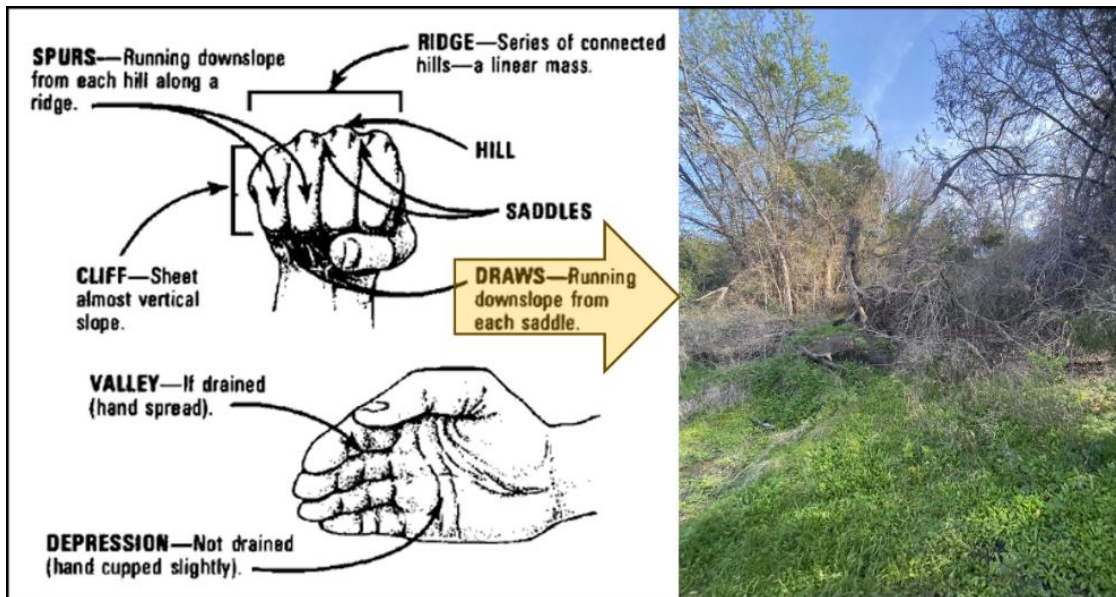 SPURS—Running downslope
from each hill along a
ridge.
RIDGE—Series of connected
hills—a linear mass.
HILL
SADDLES
CLIFF—Sheet
almost vertical
slope.
DRAWS—Running
downslope from
each saddle.
VALLEY—If drained
(hand spread).
DEPRESSION—Not drained
(hand cupped slightly).